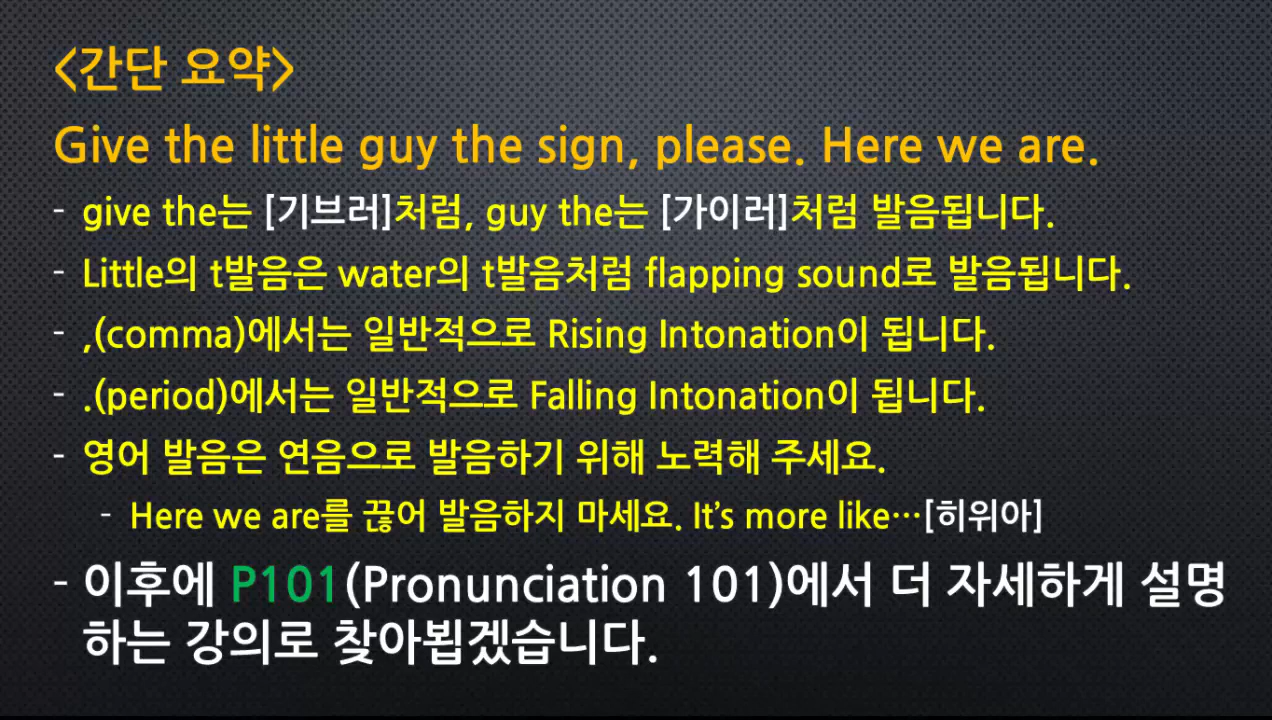 <간단 요약>
Give the little guy the sign, please. Here we are.
- give the는 [기브러]처럼, guy the는 [가이러]처럼 발음됩니다.
- Little의 t발음은 water의 t발음처럼 flapping sound로 발음됩니다.
- ,(comma)에서는 일반적으로 Rising Intonation이 됩니다.
- .(period)에서는 일반적으로 Falling Intonation이 됩니다.
- 영어 발음은 연음으로 발음하기 위해 노력해 주세요.
- Here we are를 끊어 발음하지 마세요. It’s more like…[히위아]
- 이후에 P101(Pronunciation 101)에서 더 자세하게 설명
하는 강의로 찾아뵙겠습니다.